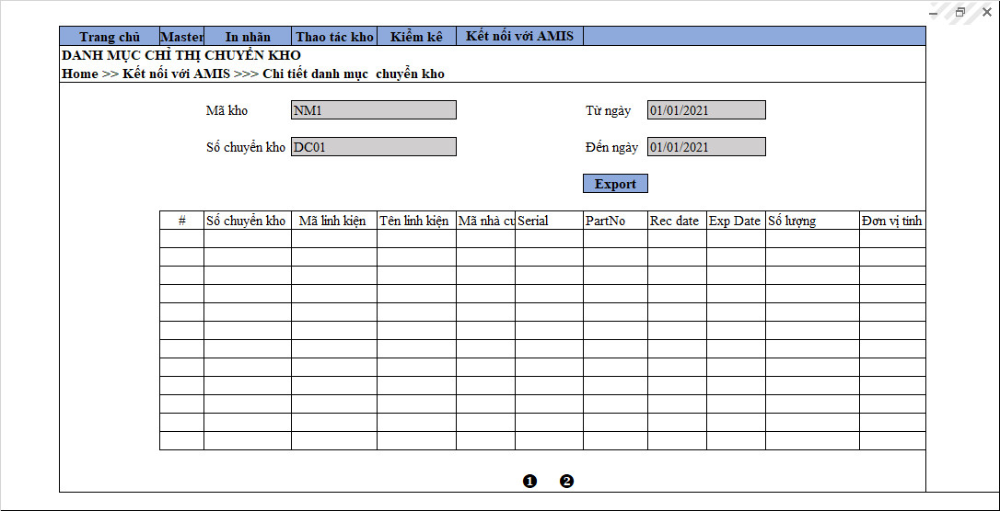 Trang chủ Master In nhãn Thao tác kho Kiểm kê Kết nối với AMIS
DANH MỤC CHỈ THỊ CHUYỂN KHO
Home >> Kết nối với AMIS >>> Chi tiết danh mục chuyển kho
Mã kho NM1 Từ ngày 01/01/2021
Số chuyển kho DC01 Đến ngày 01/01/2021
Export
# Số chuyển kho Mã linh kiện Tên linh kiện Mã nhà cu Serial PartNo Rec date Exp Date Số lượng Đơn vị tính
1 2